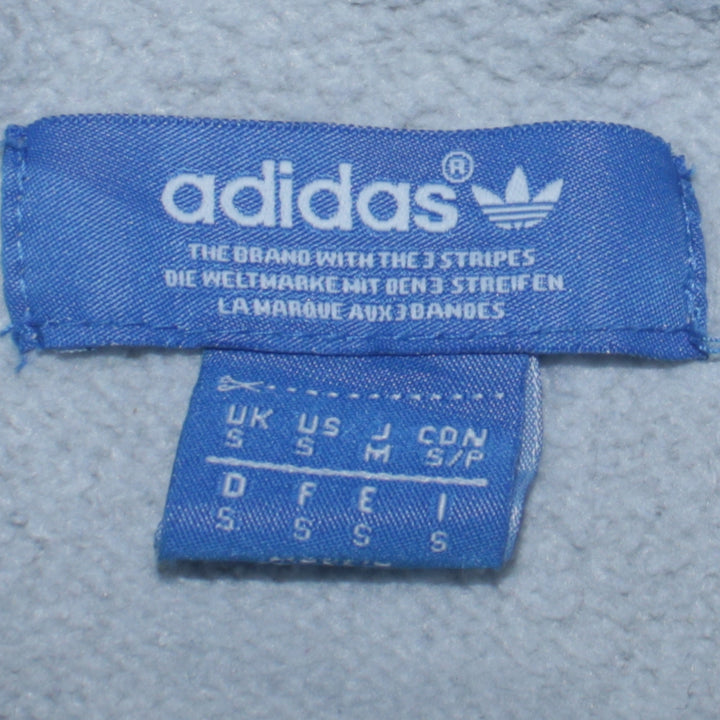 adidas®
THE BRAND WITH THE 3 STRIPES
DIE WELTMARKE MIT DEN 3 STREIFEN
LA MARQUE AUX 3 BANDES
UK US J CDN
S S M S/P
D F E I
S S S S